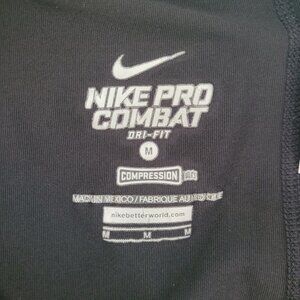 NIKE PRO
COMBAT
DRI-FIT
M
COMPRESSION
MADE IN MEXICO / FABRIQUE AU
nikebetterworld.com
M M M